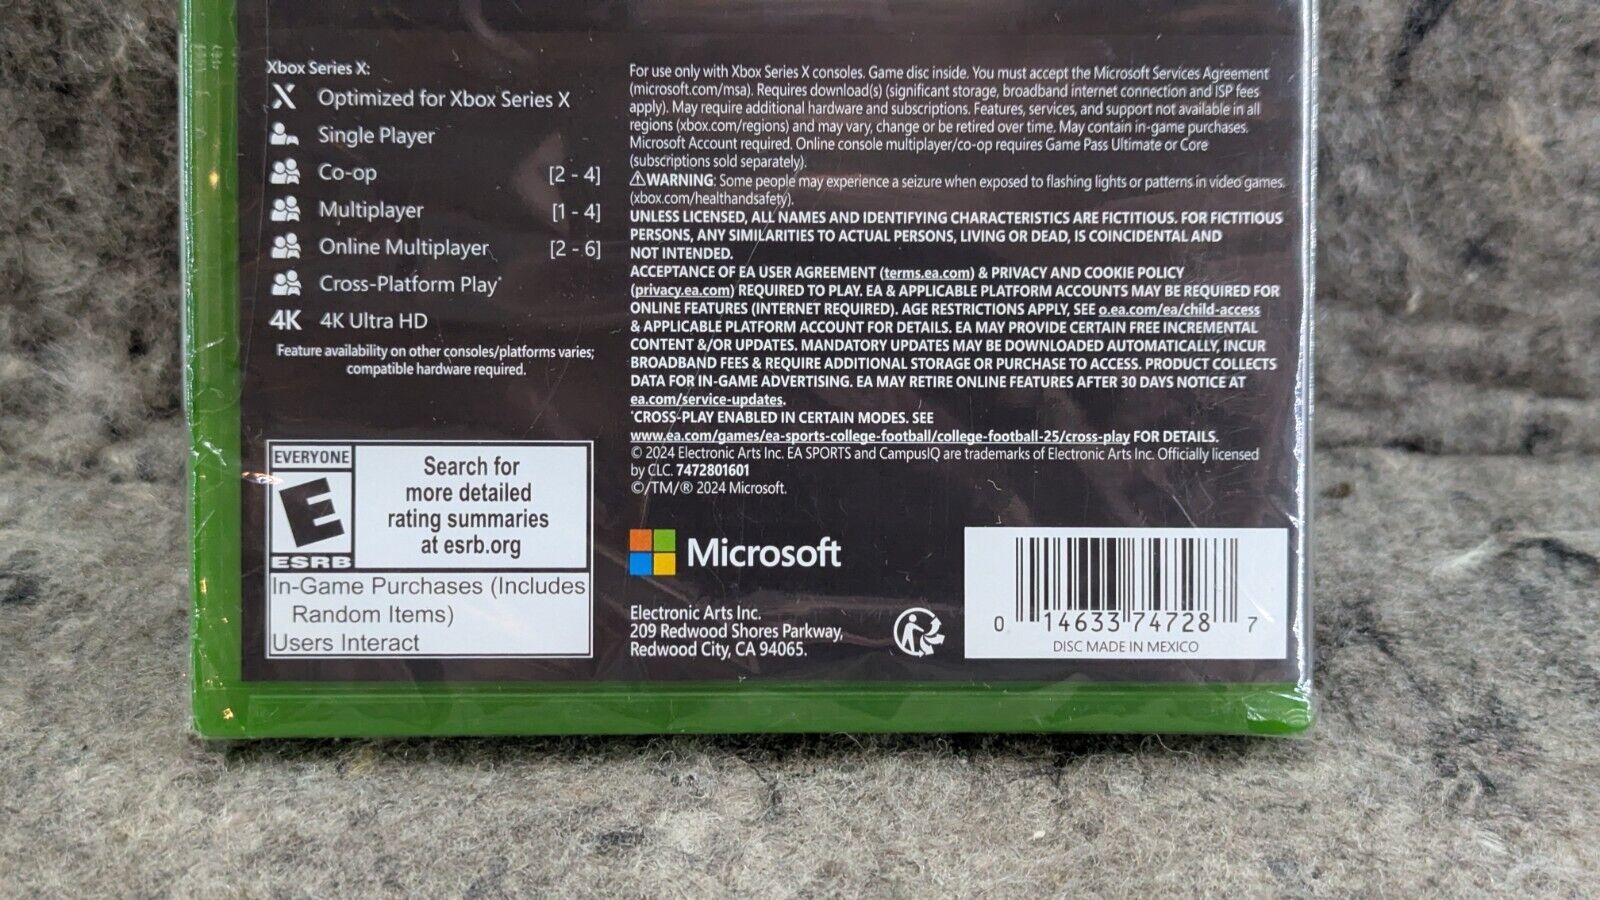 Xbox Series X:
Optimized for Xbox Series X
Single Player
Co-op [2 - 4]
Multiplayer [1 - 4]
Online Multiplayer [2 - 6]
Cross-Platform Play*
4K 4K Ultra HD
Feature availability on other consoles/platforms varies;
compatible hardware required.
EVERYONE
E
ESRB
Search for
more detailed
rating summaries
at esrb.org
In-Game Purchases (Includes
Random Items)
Users Interact
For use only with Xbox Series X consoles. Game disc inside. You must accept the Microsoft Services Agreement
(microsoft.com/msa). Requires download(s) (significant storage, broadband internet connection and ISP fees
apply). May require additional hardware and subscriptions. Features, services, and support not available in all
regions (xbox.com/regions) and may vary, change or be retired over time. May contain in-game purchases.
Microsoft Account required. Online console multiplayer/co-op requires Game Pass Ultimate or Core
(subscriptions sold separately).
⚠WARNING: Some people may experience a seizure when exposed to flashing lights or patterns in video games.
(xbox.com/healthandsafety).
UNLESS LICENSED, ALL NAMES AND IDENTIFYING CHARACTERISTICS ARE FICTITIOUS. FOR FICTITIOUS
PERSONS, ANY SIMILARITIES TO ACTUAL PERSONS, LIVING OR DEAD, IS COINCIDENTAL AND
NOT INTENDED.
ACCEPTANCE OF EA USER AGREEMENT (terms.ea.com) & PRIVACY AND COOKIE POLICY
(privacy.ea.com) REQUIRED TO PLAY. EA & APPLICABLE PLATFORM ACCOUNTS MAY BE REQUIRED FOR
ONLINE FEATURES (INTERNET REQUIRED). AGE RESTRICTIONS APPLY, SEE o.ea.com/ea/child-access
& APPLICABLE PLATFORM ACCOUNT FOR DETAILS. EA MAY PROVIDE CERTAIN FREE INCREMENTAL
CONTENT &/OR UPDATES. MANDATORY UPDATES MAY BE DOWNLOADED AUTOMATICALLY, INCUR
BROADBAND FEES & REQUIRE ADDITIONAL STORAGE OR PURCHASE TO ACCESS. PRODUCT COLLECTS
DATA FOR IN-GAME ADVERTISING. EA MAY RETIRE ONLINE FEATURES AFTER 30 DAYS NOTICE AT
ea.com/service-updates.
*CROSS-PLAY ENABLED IN CERTAIN MODES. SEE
www.ea.com/games/ea-sports-college-football/college-football-25/cross-play FOR DETAILS.
© 2024 Electronic Arts Inc. EA SPORTS and CampusIQ are trademarks of Electronic Arts Inc. Officially licensed
by CLC. 7472801601
©/TM/® 2024 Microsoft.
Microsoft
Electronic Arts Inc.
209 Redwood Shores Parkway,
Redwood City, CA 94065.
0 14633 74728 7
DISC MADE IN MEXICO